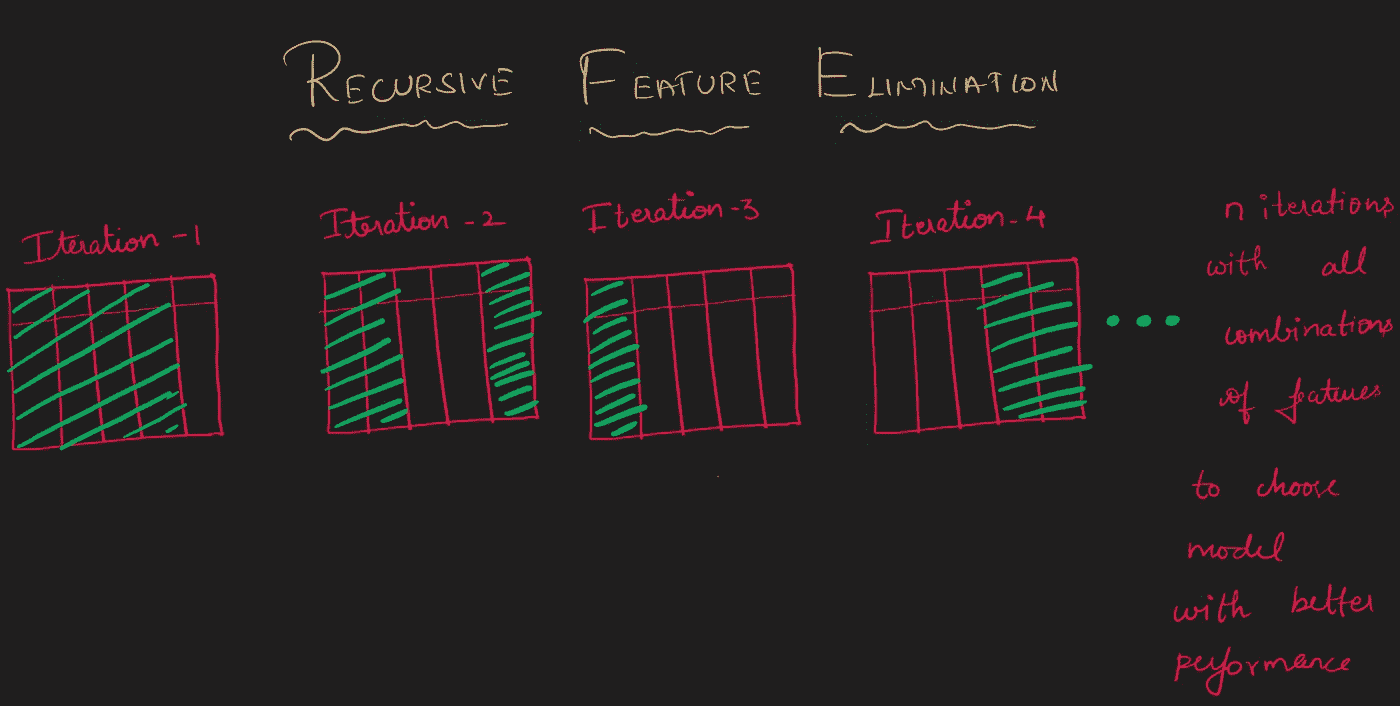 RECURSIVE FEATURE ELIMINATION
Iteration -1
Iteration -2
Iteration -3
Iteration - 4
n iterations
with all
combinations
of features
to choose
model
with better
performance